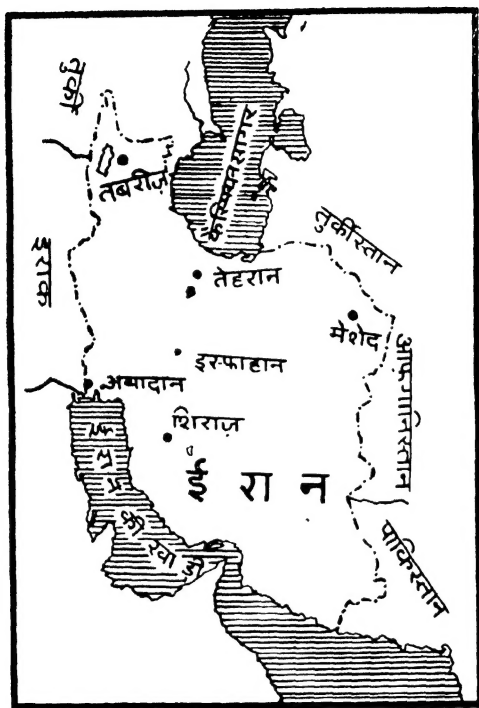 तुर्की
कैस्पियन सागर
तबरीज़
तुर्कीस्तान
इराक
तेहरान
मेशेद
इस्फाहान
अफ्गानिस्तान
अबादान
शिराज़
ईरान
पाकिस्तान